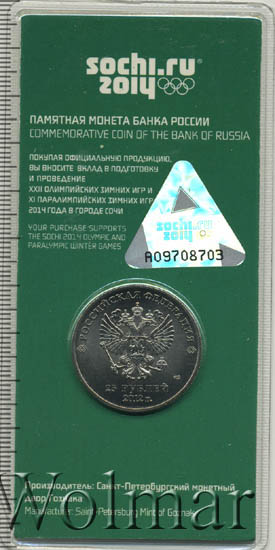 sochi.ru
2014
ПАМЯТНАЯ МОНЕТА БАНКА РОССИИ
COMMEMORATIVE COIN OF THE BANK OF RUSSIA
ПОКУПАЯ ОФИЦИАЛЬНУЮ ПРОДУКЦИЮ,
ВЫ ВНОСИТЕ ВКЛАД В ПОДГОТОВКУ
И ПРОВЕДЕНИЕ
XXII ОЛИМПИЙСКИХ ЗИМНИХ ИГР И
XI ПАРАЛИМПИЙСКИХ ЗИМНИХ ИГР
2014 ГОДА В ГОРОДЕ СОЧИ
YOUR PURCHASE SUPPORTS
THE SOCHI 2014 OLYMPIC AND
PARALYMPIC WINTER GAMES
sochi.ru
2014
A09708703
РОССИЙСКАЯ ФЕДЕРАЦИЯ
25 РУБЛЕЙ
2012 г.
Производитель: Санкт-Петербургский монетный
двор Гознака
Manufacturer: Saint-Petersburg Mint of Goznak
Wolmar